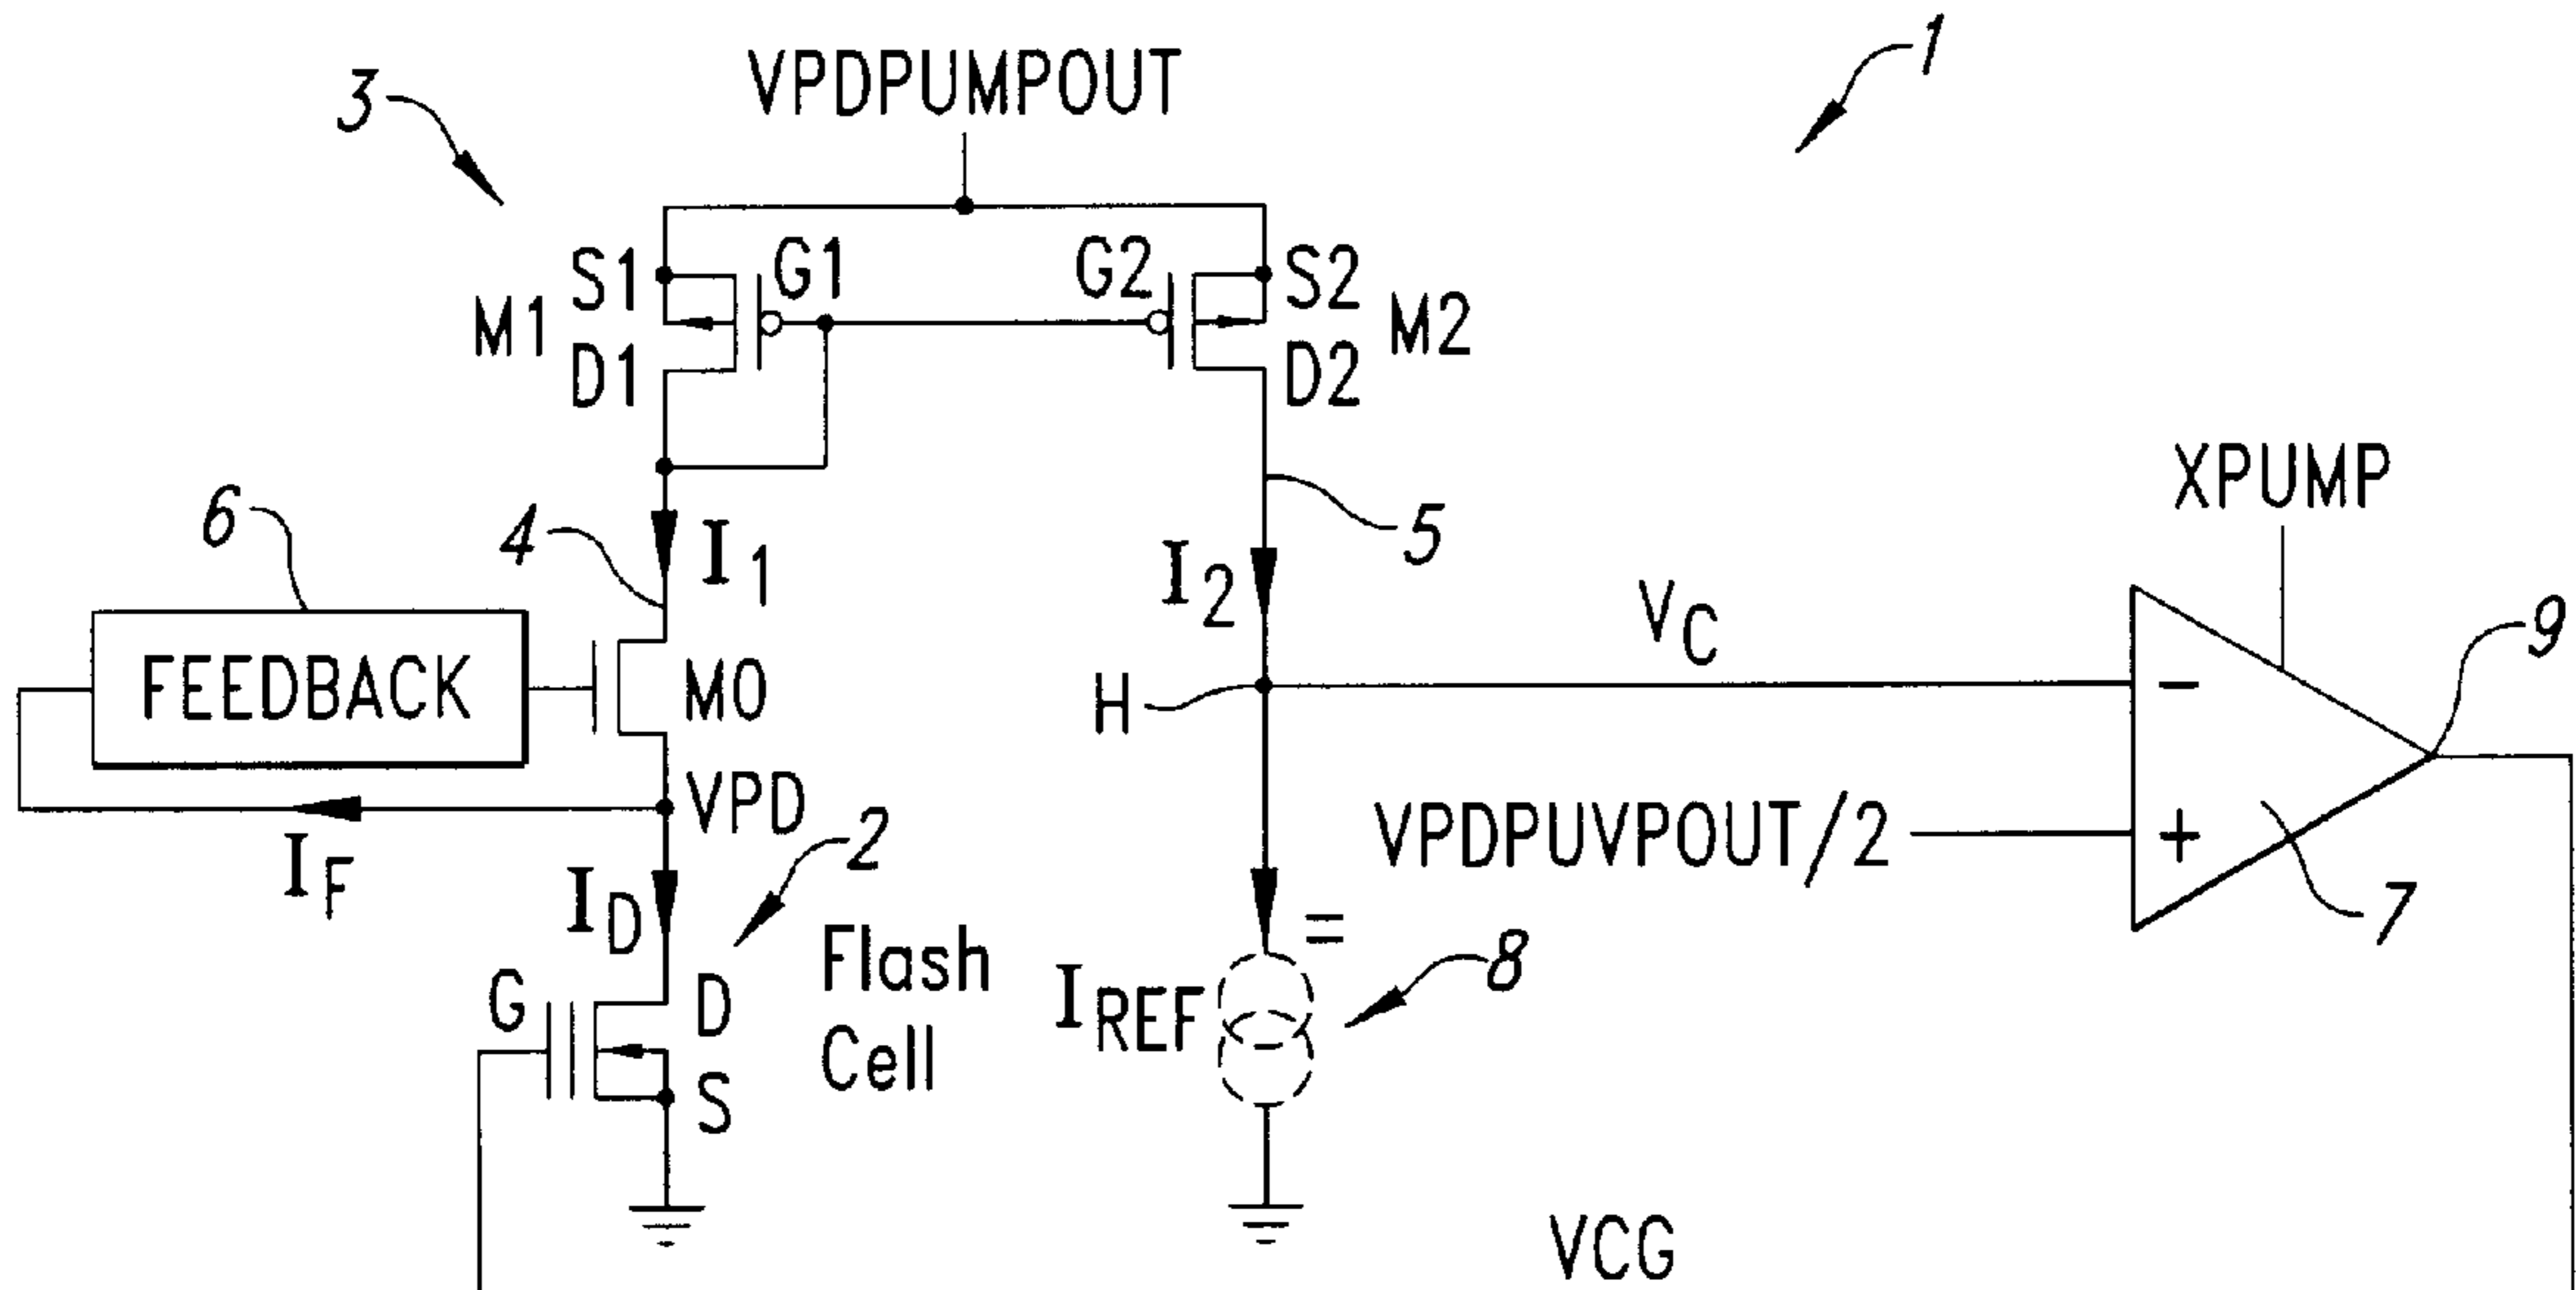 1
3
VPDPUMPOUT
S1
G1
G2
S2
M1
M2
D1
D2
XPUMP
6
4
I1
5
I2
VC
9
FEEDBACK
M0
H
−
VPD
2
VPDPUVPOUT/2
+
IF
ID
7
Flash
Cell
=
8
G
D
IREF
S
VCG